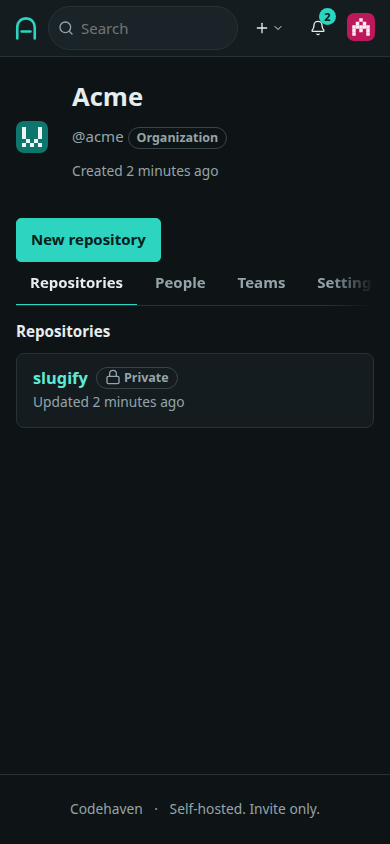 Search
2
Acme
@acme Organization
Created 2 minutes ago
New repository
Repositories People Teams Setting
Repositories
slugify Private
Updated 2 minutes ago
Codehaven · Self-hosted. Invite only.